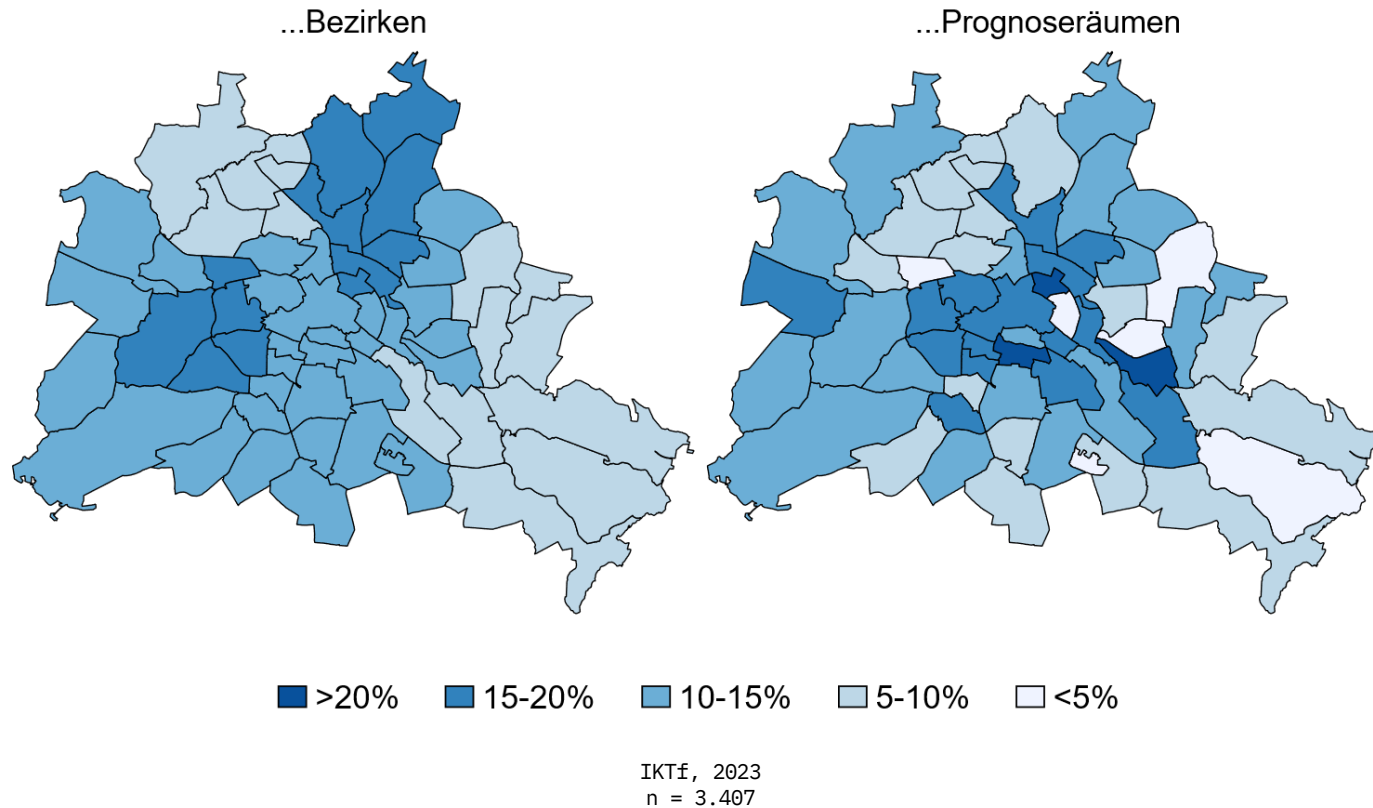 ...Bezirken
...Prognoseräumen
>20% 15-20% 10-15% 5-10% <5%
IKTf, 2023
n = 3.407